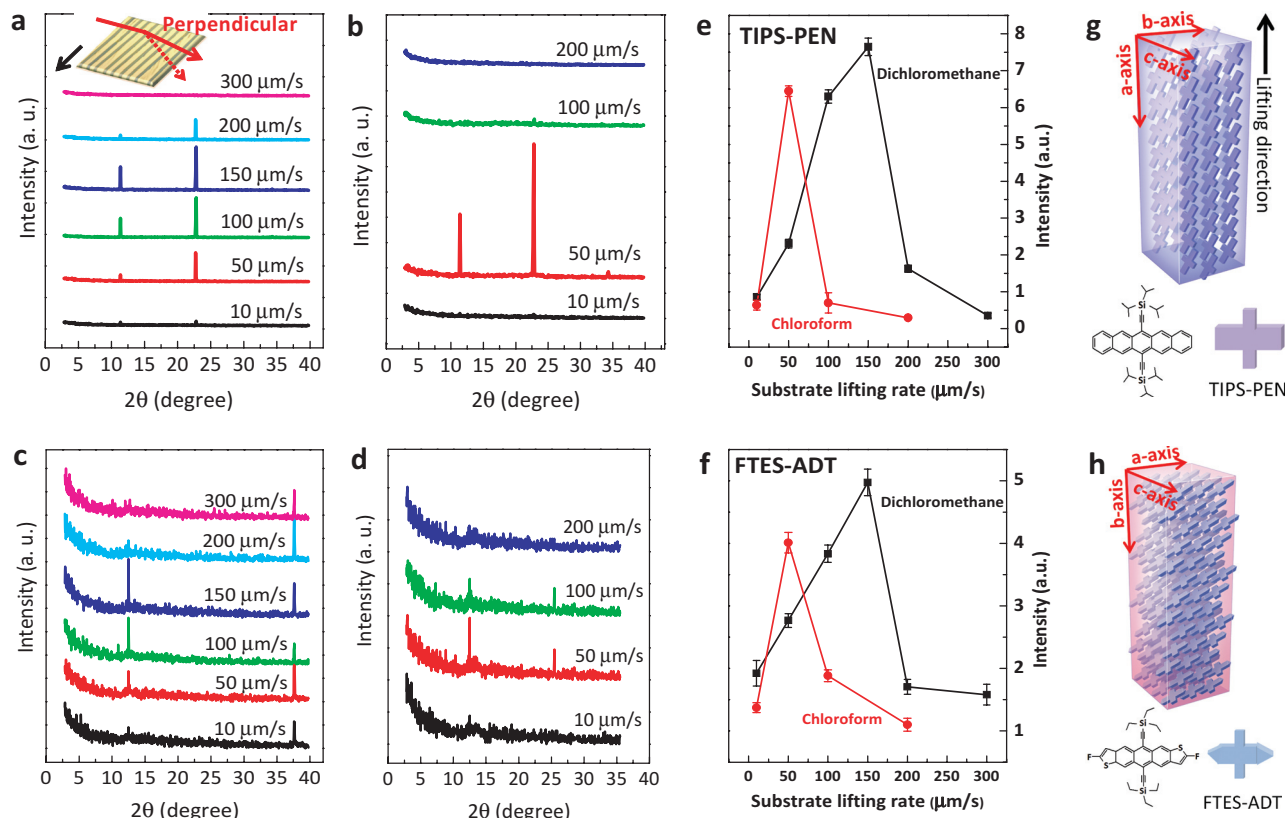 a
Perpendicular
300 µm/s
200 µm/s
150 µm/s
100 µm/s
50 µm/s
10 µm/s
Intensity (a. u.)
0 5 10 15 20 25 30 35 40
2θ (degree)
b
200 µm/s
100 µm/s
50 µm/s
10 µm/s
Intensity (a. u.)
0 5 10 15 20 25 30 35 40
2θ (degree)
e
TIPS-PEN
Dichloromethane
Chloroform
8
7
6
5
4
3
2
1
0
Intensity (a.u.)
0 50 100 150 200 250 300
Substrate lifting rate (µm/s)
g
b-axis
c-axis
a-axis
Lifting direction
Si
Si
TIPS-PEN
c
300 µm/s
200 µm/s
150 µm/s
100 µm/s
50 µm/s
10 µm/s
Intensity (a. u.)
0 5 10 15 20 25 30 35 40
2θ (degree)
d
200 µm/s
100 µm/s
50 µm/s
10 µm/s
Intensity (a. u.)
0 5 10 15 20 25 30 35 40
2θ (degree)
f
FTES-ADT
Dichloromethane
Chloroform
5
4
3
2
1
Intensity (a.u.)
0 50 100 150 200 250 300
Substrate lifting rate (µm/s)
h
a-axis
c-axis
b-axis
Si
S
F
F
S
Si
FTES-ADT